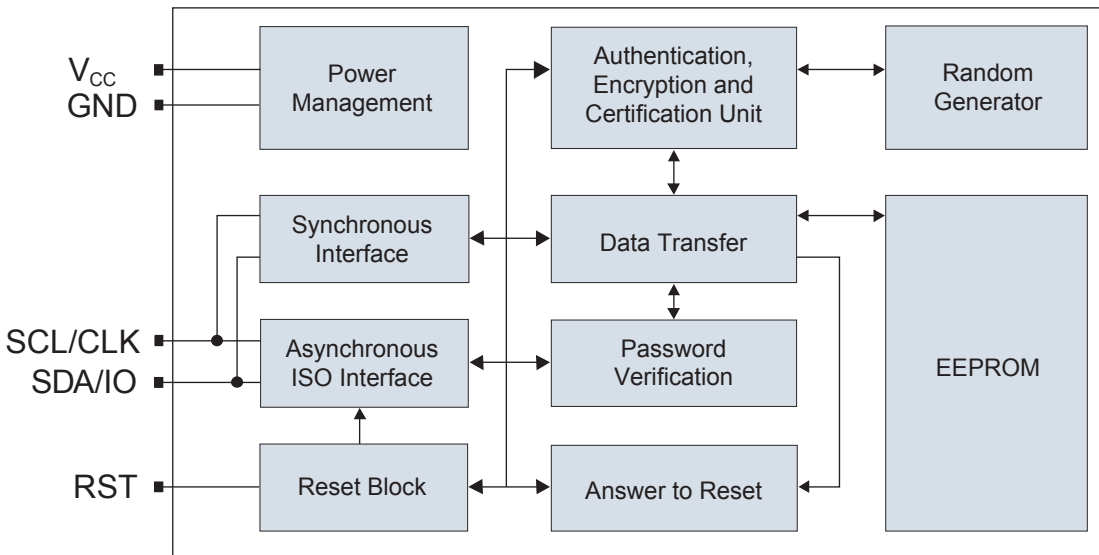 V_CC
GND
Power
Management
Authentication,
Encryption and
Certification Unit
Random
Generator
Synchronous
Interface
Data Transfer
SCL/CLK
SDA/IO
Asynchronous
ISO Interface
Password
Verification
EEPROM
RST
Reset Block
Answer to Reset